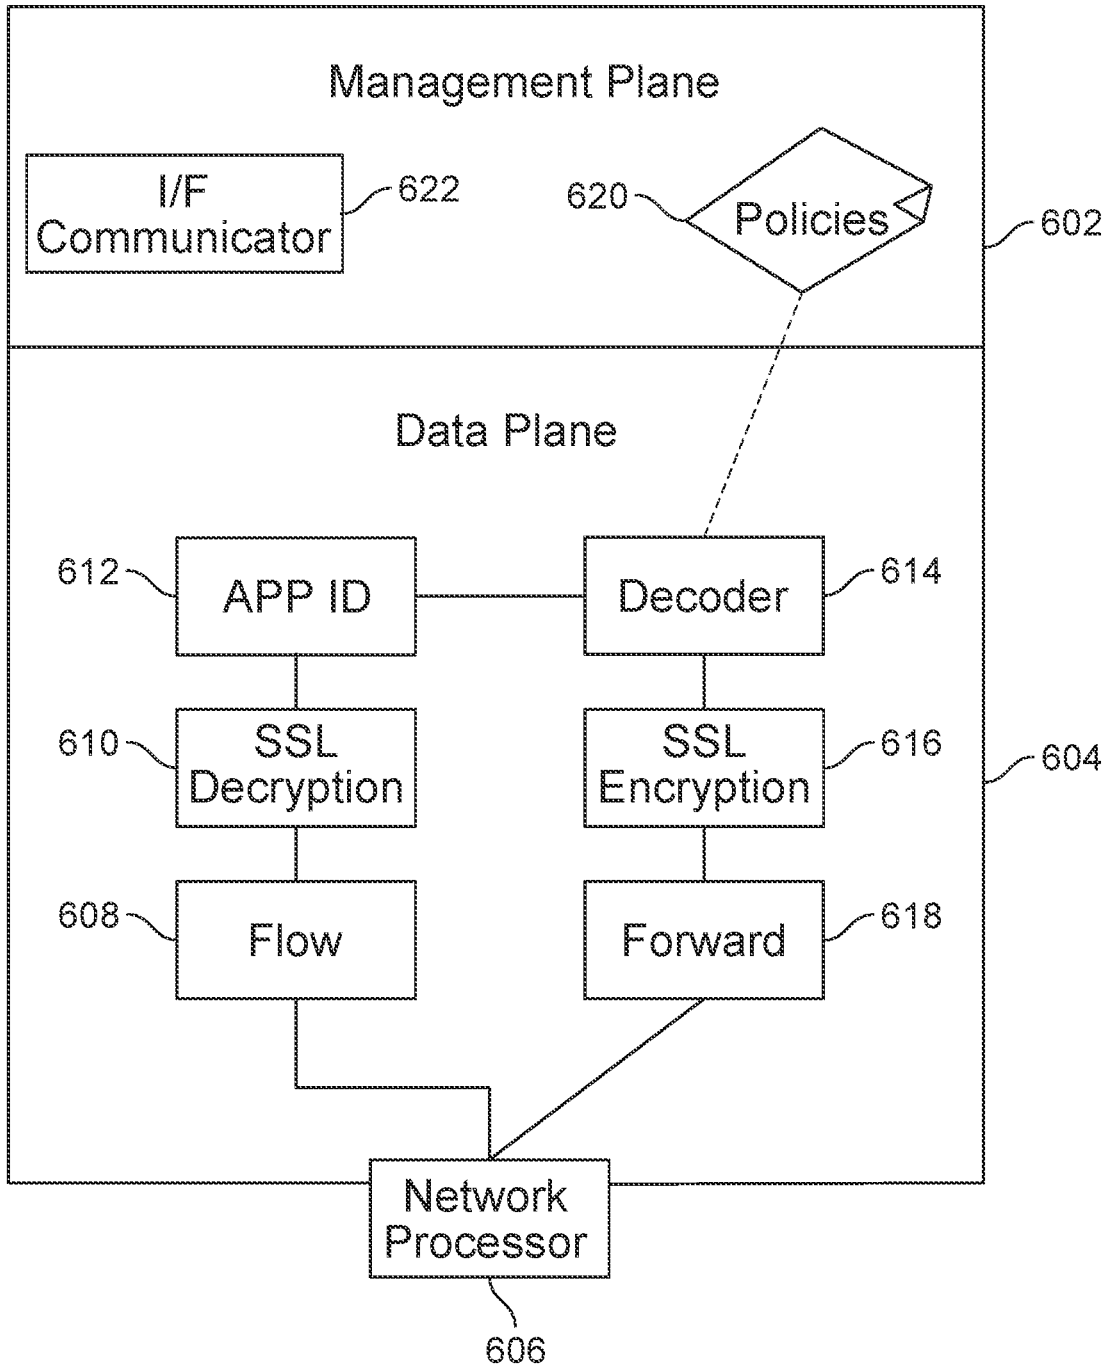 Management Plane
I/F
Communicator
622
620
Policies
602
Data Plane
612
APP ID
Decoder
614
610
SSL
Decryption
SSL
Encryption
616
604
608
Flow
Forward
618
Network
Processor
606